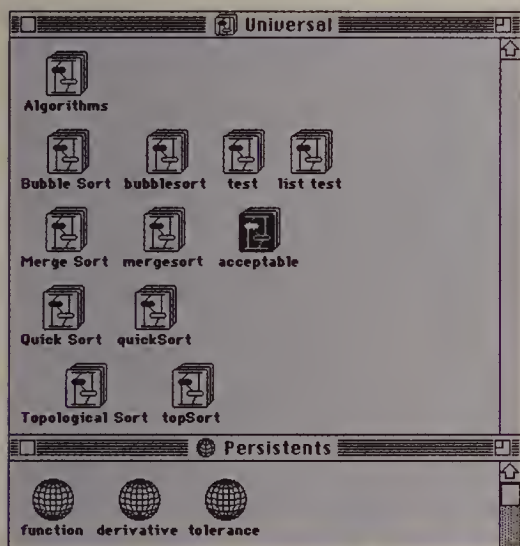 Universal
Algorithms
Bubble Sort bubblesort test list test
Merge Sort mergesort acceptable
Quick Sort quickSort
Topological Sort topSort
Persistents
function derivative tolerance